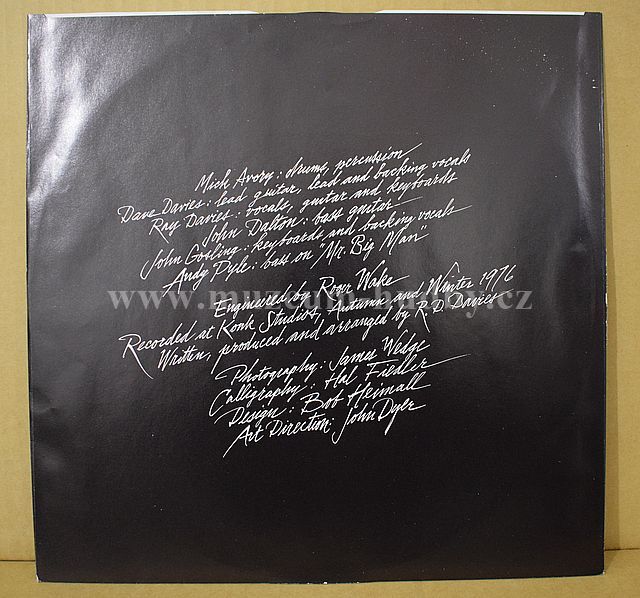 Mick Avory: drums, percussion
Dave Davies: lead guitar, lead and backing vocals
Ray Davies: vocals, guitar and keyboards
John Dalton: bass guitar
John Gosling: keyboards and backing vocals
Andy Pyle: bass on "Mr. Big Man"
Engineered by Roger Wake
Recorded at Konk Studios, Autumn and Winter 1976
Written, produced and arranged by R.D. Davies
Photography: James Wedge
Calligraphy: Hal Fiedler
Design: Bob Heimall
Art Direction: John Dyer